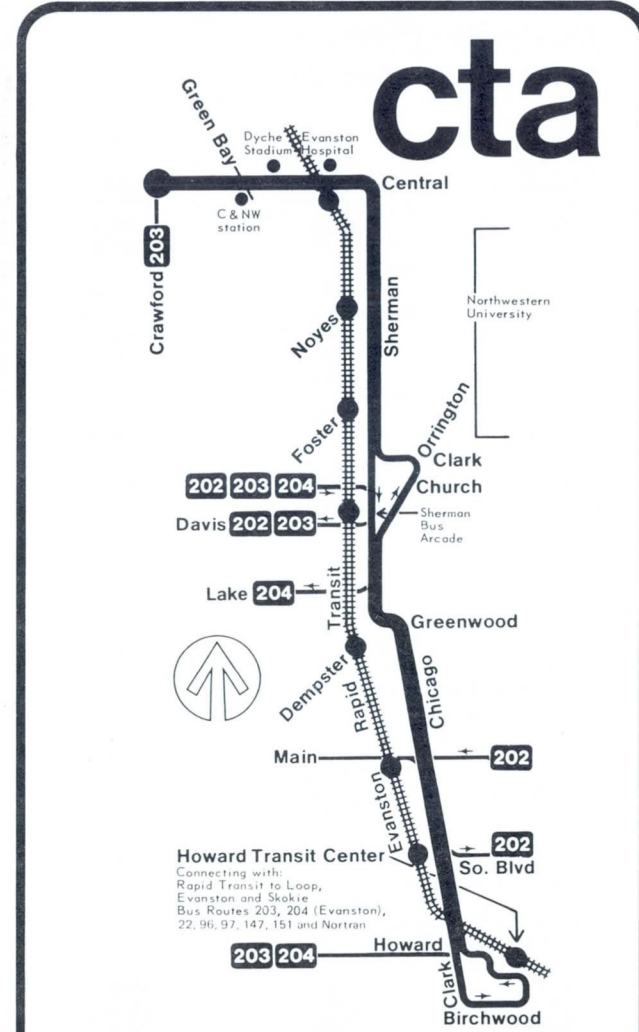 cta
Green Bay
Dyche
Stadium
Evanston
Hospital
Central
C & NW
station
Crawford 203
Sherman
Northwestern
University
Noyes
Foster
Orrington
Clark
202 203 204
Church
Davis 202 203
Sherman
Bus
Arcade
Lake 204
Transit
Greenwood
Dempster
Rapid
Chicago
Main
202
Evanston
202
So. Blvd
Howard Transit Center
Connecting with:
Rapid Transit to Loop,
Evanston and Skokie
Bus Routes 203, 204 (Evanston),
22, 96, 97, 147, 151 and Nortran
Howard
203 204
Clark
Birchwood